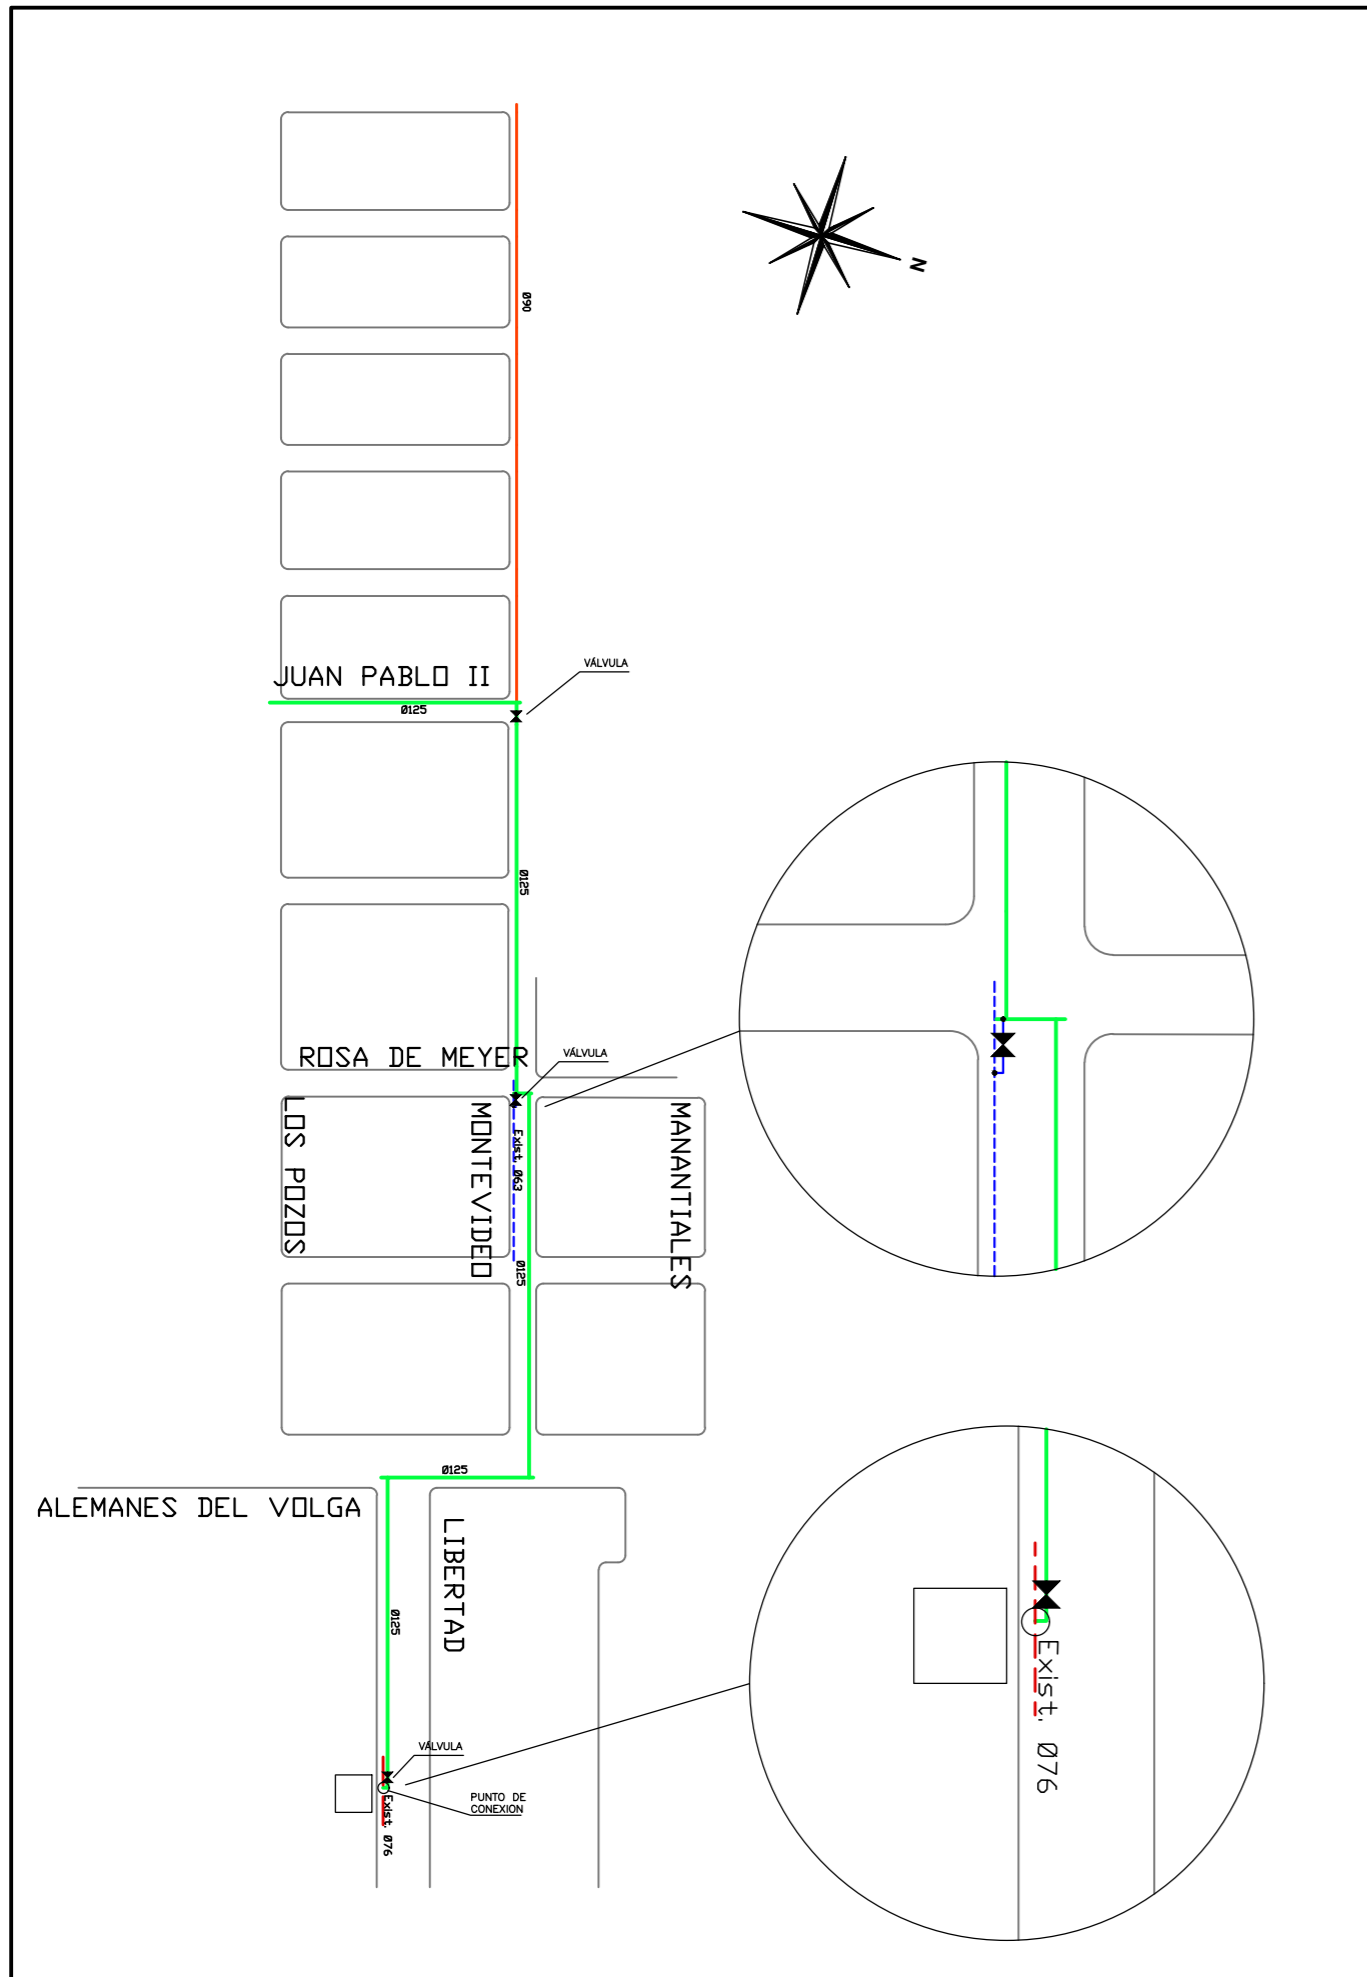 N
Ø90
JUAN PABLO II
VÁLVULA
Ø125
Ø125
ROSA DE MEYER
VÁLVULA
LOS POZOS
MONTEVIDEO
Exist. Ø63
MANANTIALES
Ø125
Ø125
ALEMANES DEL VOLGA
LIBERTAD
Ø125
Exist. Ø76
VÁLVULA
PUNTO DE
CONEXION
Exist. Ø76